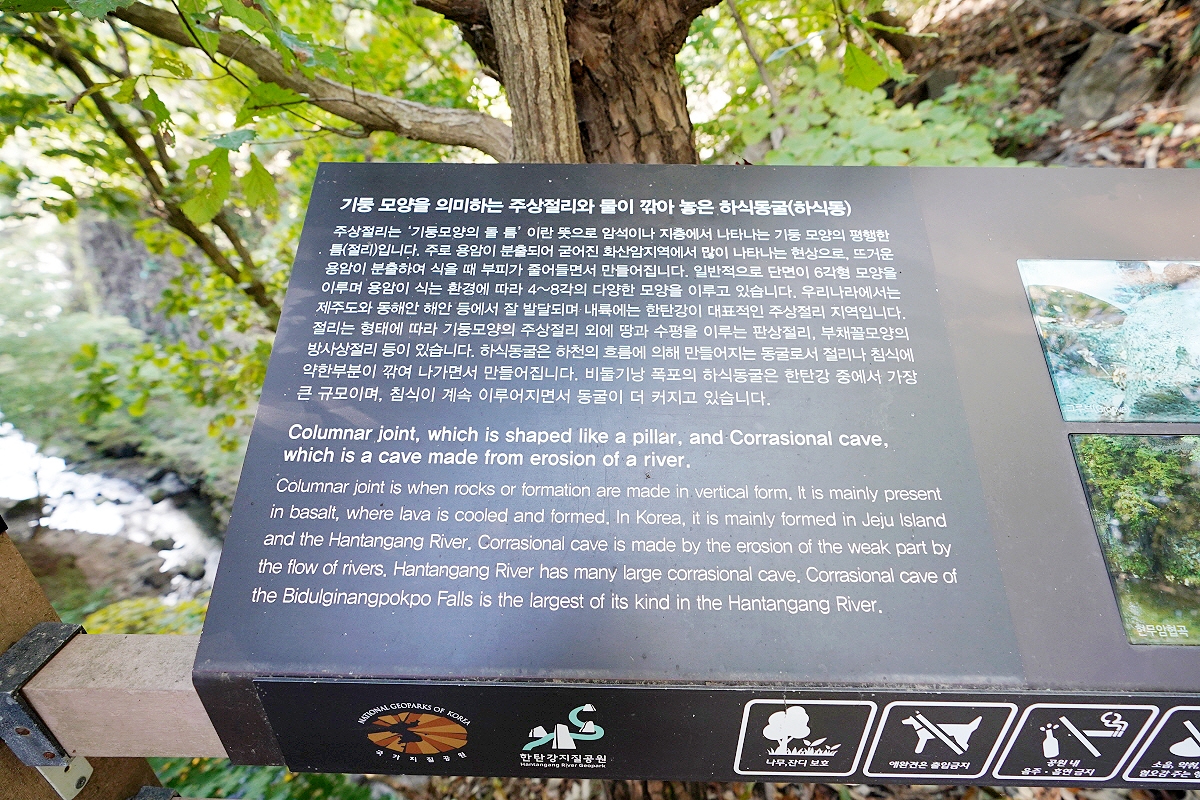 기둥 모양을 의미하는 주상절리와 물이 깎아 놓은 하식동굴(하식동)
주상절리는 '기둥모양의 돌 틈' 이란 뜻으로 암석이나 지층에서 나타나는 기둥 모양의 평행한
틈(절리)입니다. 주로 용암이 분출되어 굳어진 화산암지역에서 많이 나타나는 현상으로, 뜨거운
용암이 분출하여 식을 때 부피가 줄어들면서 만들어집니다. 일반적으로 단면이 6각형 모양을
이루며 용암이 식는 환경에 따라 4~8각의 다양한 모양을 이루고 있습니다. 우리나라에서는
제주도와 동해안 해안 등에서 잘 발달되며 내륙에는 한탄강이 대표적인 주상절리 지역입니다.
절리는 형태에 따라 기둥모양의 주상절리 외에 땅과 수평을 이루는 판상절리, 부채꼴모양의
방사상절리 등이 있습니다. 하식동굴은 하천의 흐름에 의해 만들어지는 동굴로서 절리나 침식에
약한부분이 깎여 나가면서 만들어집니다. 비둘기낭 폭포의 하식동굴은 한탄강 중에서 가장
큰 규모이며, 침식이 계속 이루어지면서 동굴이 더 커지고 있습니다.
Columnar joint, which is shaped like a pillar, and Corrasional cave,
which is a cave made from erosion of a river.
Columnar joint is when rocks or formation are made in vertical form. It is mainly present
in basalt, where lava is cooled and formed. In Korea, it is mainly formed in Jeju Island
and the Hantangang River. Corrasional cave is made by the erosion of the weak part by
the flow of rivers. Hantangang River has many large corrasional cave. Corrasional cave of
the Bidulginangpokpo Falls is the largest of its kind in the Hantangang River.
현무암협곡
NATIONAL GEOPARKS OF KOREA
국가지질공원
한탄강지질공원
Hantangang River Geopark
나무,잔디 보호
애완견은 출입금지
공원 내
음주·흡연 금지
소음, 악취,
혐오감 주는